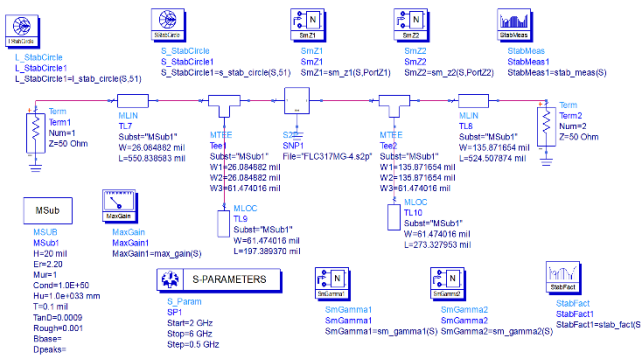 L StabCircle
L_StabCircle
L_StabCircle1
L_StabCircle1=l_stab_circle(S,51)
S StabCircle
S_StabCircle
S_StabCircle1
S_StabCircle1=s_stab_circle(S,51)
N
SmZ1
SmZ1
SmZ1
SmZ1=sm_z1(S,PortZ1)
N
SmZ2
SmZ2
SmZ2
SmZ2=sm_z2(S,PortZ2)
StabMeas
StabMeas
StabMeas1
StabMeas1=stab_meas(S)
Term
Term1
Num=1
Z=50 Ohm
MLIN
TL7
Subst="MSub1"
W=26.084882 mil
L=550.838583 mil
MTEE
Tee1
Subst="MSub1"
W1=26.084882 mil
W2=26.084882 mil
W3=61.474016 mil
S2P
SNP1
File="FLC317MG-4.s2p"
MTEE
Tee2
Subst="MSub1"
W1=135.871654 mil
W2=135.871654 mil
W3=61.474016 mil
MLIN
TL8
Subst="MSub1"
W=135.871654 mil
L=524.507874 mil
Term
Term2
Num=2
Z=50 Ohm
MLOC
TL9
Subst="MSub1"
W=61.474016 mil
L=197.389370 mil
MLOC
TL10
Subst="MSub1"
W=61.474016 mil
L=273.327953 mil
MSub
MSUB
MSub1
H=20 mil
Er=2.20
Mur=1
Cond=1.0E+50
Hu=1.0e+033 mm
T=0.1 mil
TanD=0.0009
Rough=0.001
Bbase=
Dpeaks=
MaxGain
MaxGain
MaxGain1
MaxGain1=max_gain(S)
S-PARAMETERS
S_Param
SP1
Start=2 GHz
Stop=6 GHz
Step=0.5 GHz
N
SmGamma1
SmGamma1
SmGamma1
SmGamma1=sm_gamma1(S)
N
SmGamma2
SmGamma2
SmGamma2
SmGamma2=sm_gamma2(S)
StabFact
StabFact
StabFact1
StabFact1=stab_fact(S)